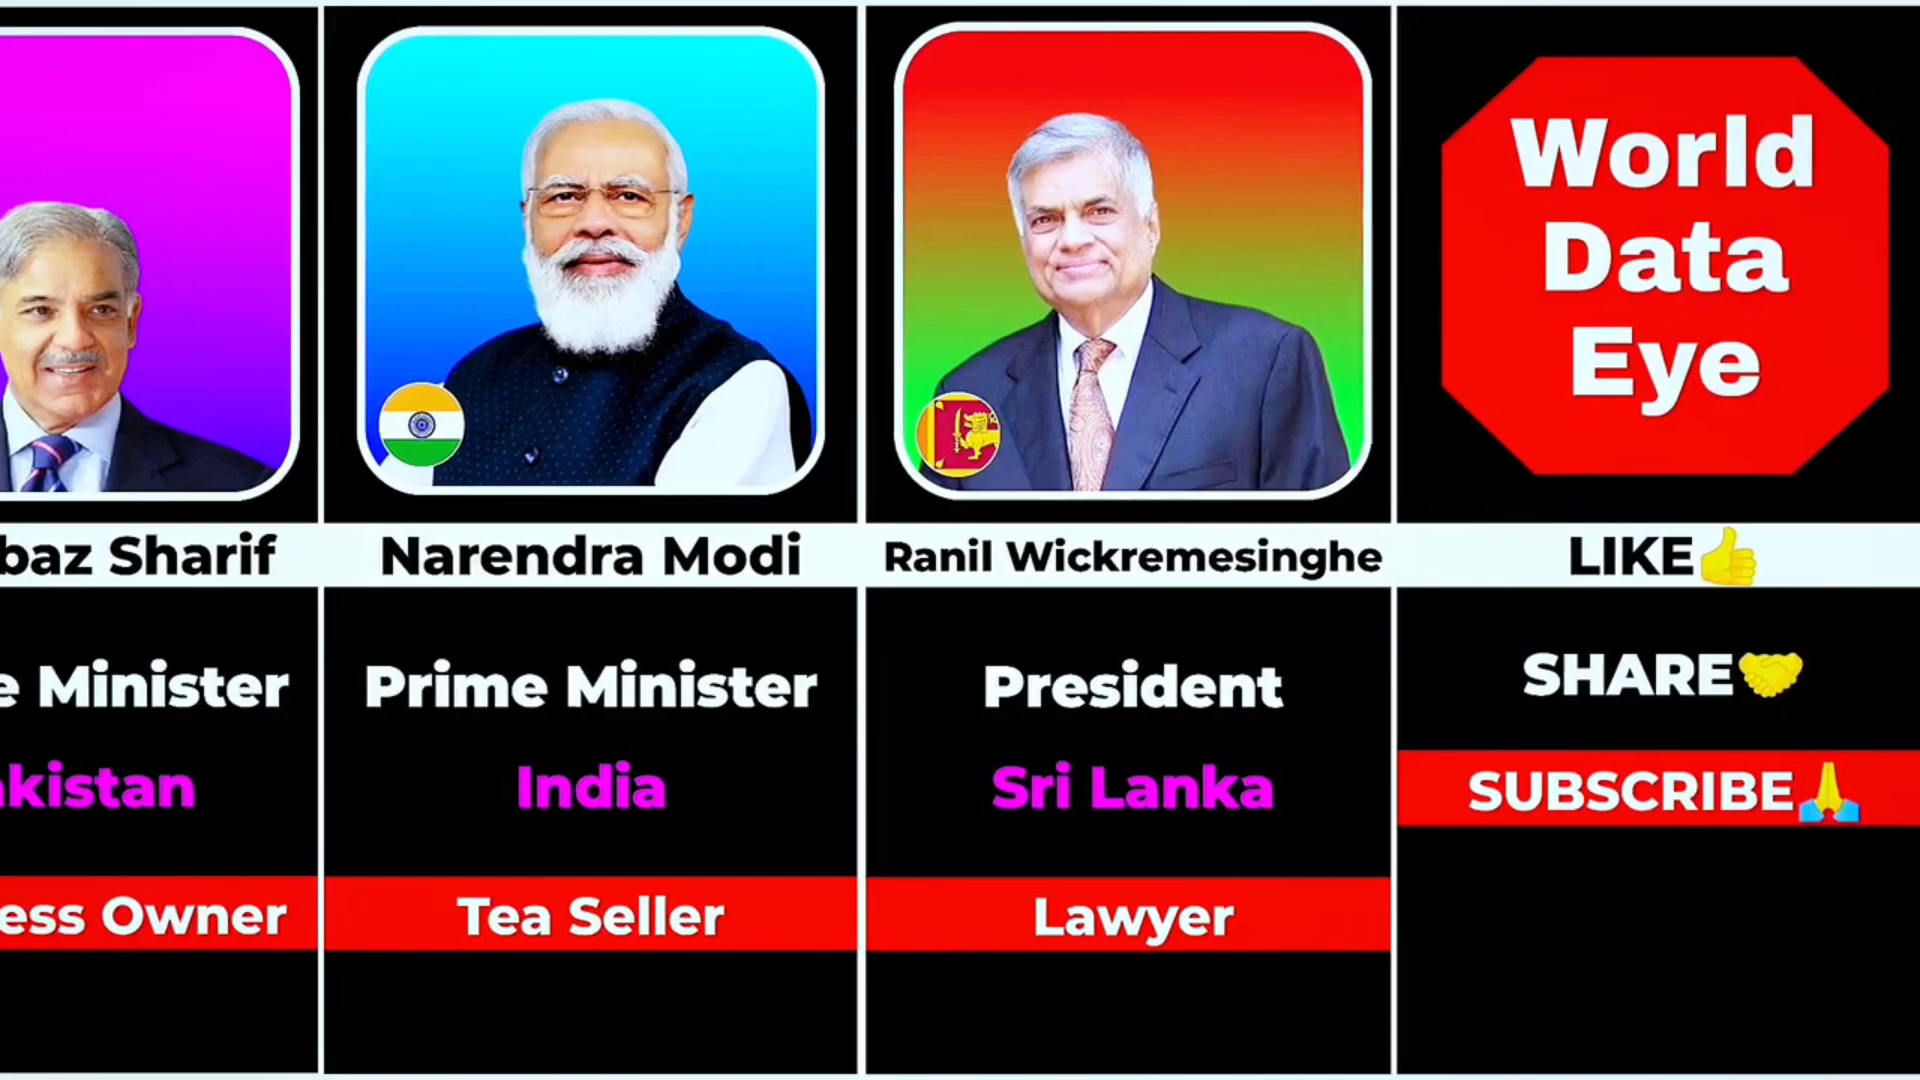 baz Sharif
e Minister
akistan
ess Owner
Narendra Modi
Prime Minister
India
Tea Seller
Ranil Wickremesinghe
President
Sri Lanka
Lawyer
World
Data
Eye
LIKE👍
SHARE🤝
SUBSCRIBE🙏